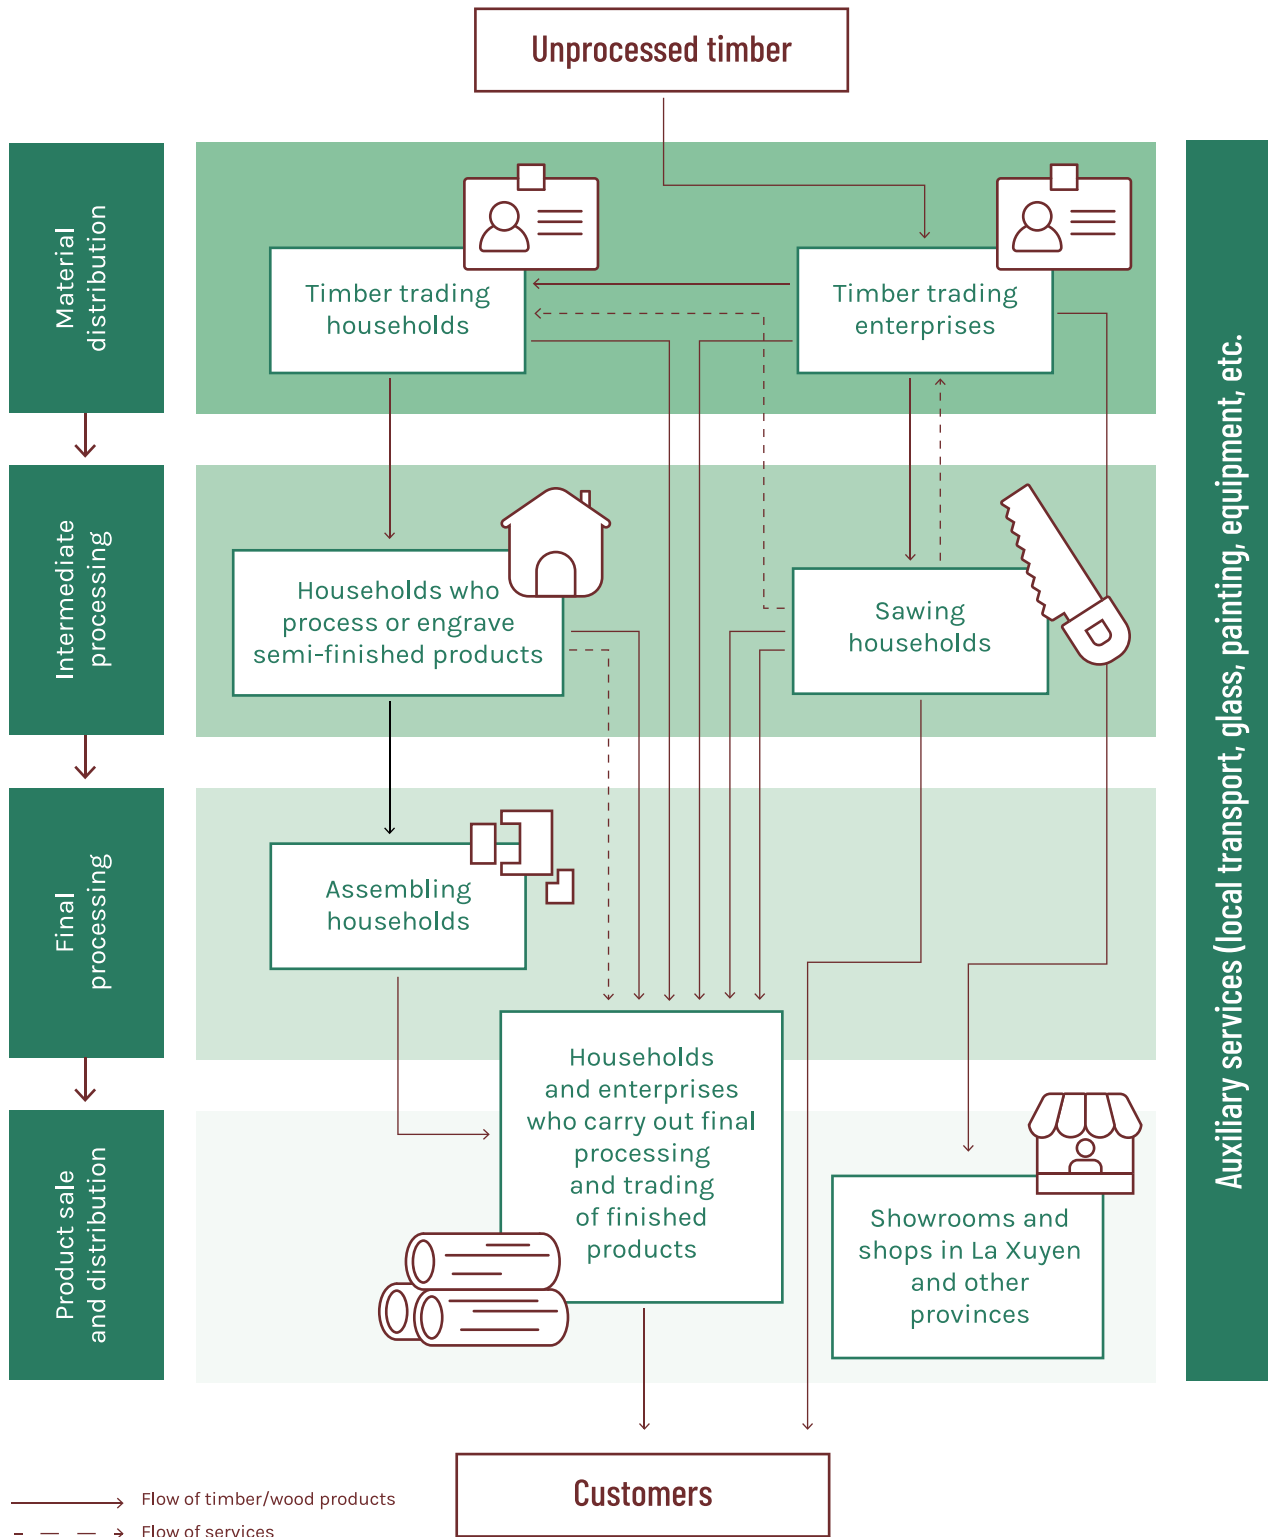 Unprocessed timber
Material
distribution
Timber trading
households
Timber trading
enterprises
Intermediate
processing
Households who
process or engrave
semi-finished products
Sawing
households
Final
processing
Assembling
households
Households
and enterprises
who carry out final
processing
and trading
of finished
products
Product sale
and distribution
Showrooms and
shops in La Xuyen
and other
provinces
Auxiliary services (local transport, glass, painting, equipment, etc.
Customers
Flow of timber/wood products
Flow of services